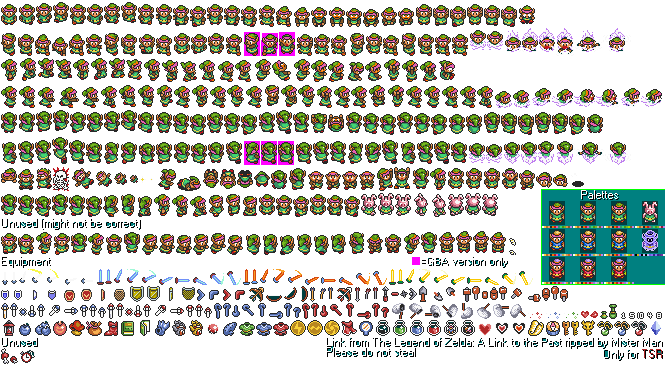 Palettes
Unused (might not be correct)
Equipment
=GBA version only
Unused
Link from The Legend of Zelda: A Link to the Past ripped by Mister Man
Please do not steal
Only for TSR